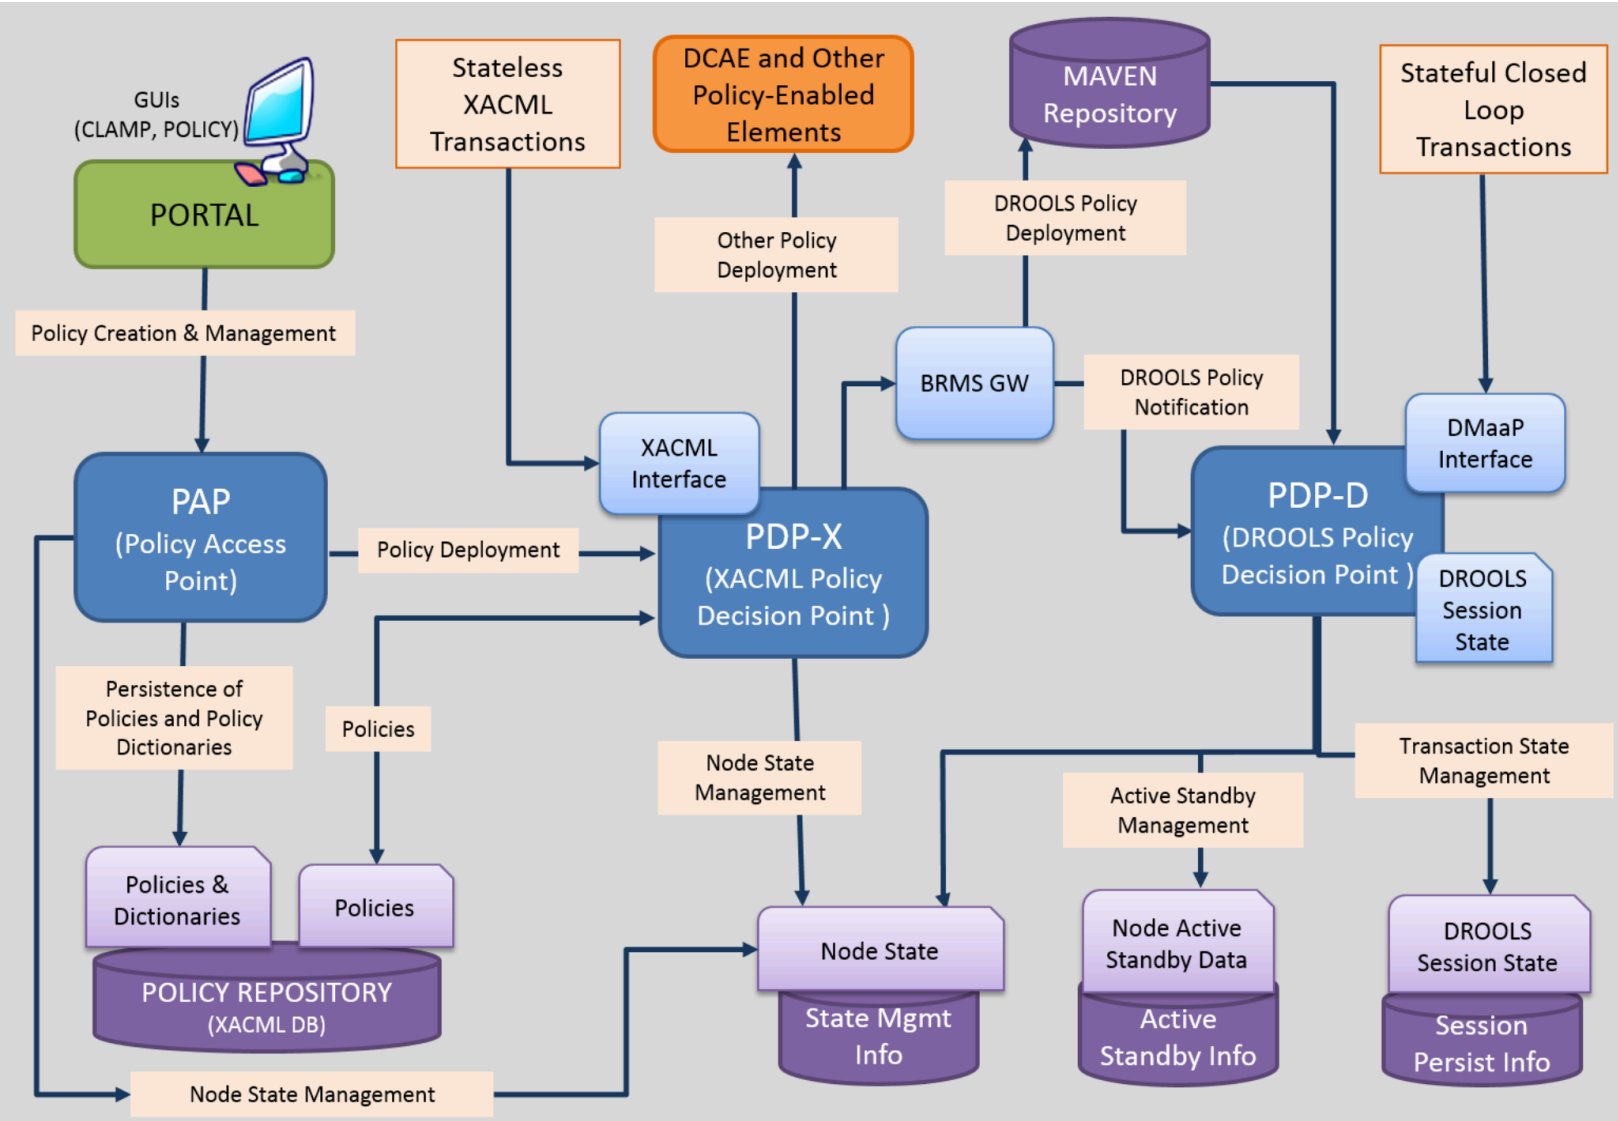 GUIs
(CLAMP, POLICY)
PORTAL
Stateless
XACML
Transactions
DCAE and Other
Policy-Enabled
Elements
MAVEN
Repository
Stateful Closed
Loop
Transactions
Other Policy
Deployment
DROOLS Policy
Deployment
Policy Creation & Management
BRMS GW
DROOLS Policy
Notification
XACML
Interface
DMaaP
Interface
PAP
(Policy Access
Point)
Policy Deployment
PDP-X
(XACML Policy
Decision Point )
PDP-D
(DROOLS Policy
Decision Point )
DROOLS
Session
State
Persistence of
Policies and Policy
Dictionaries
Policies
Node State
Management
Active Standby
Management
Transaction State
Management
Policies &
Dictionaries
Policies
POLICY REPOSITORY
(XACML DB)
Node State
State Mgmt
Info
Node Active
Standby Data
Active
Standby Info
DROOLS
Session State
Session
Persist Info
Node State Management